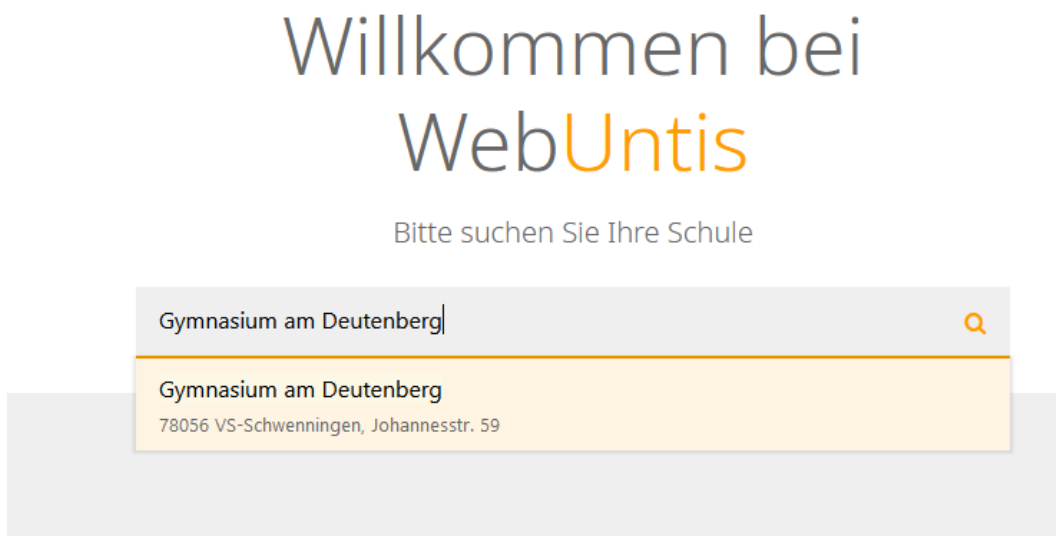 Willkommen bei
WebUntis
Bitte suchen Sie Ihre Schule
Gymnasium am Deutenberg
Gymnasium am Deutenberg
78056 VS-Schwenningen, Johannesstr. 59